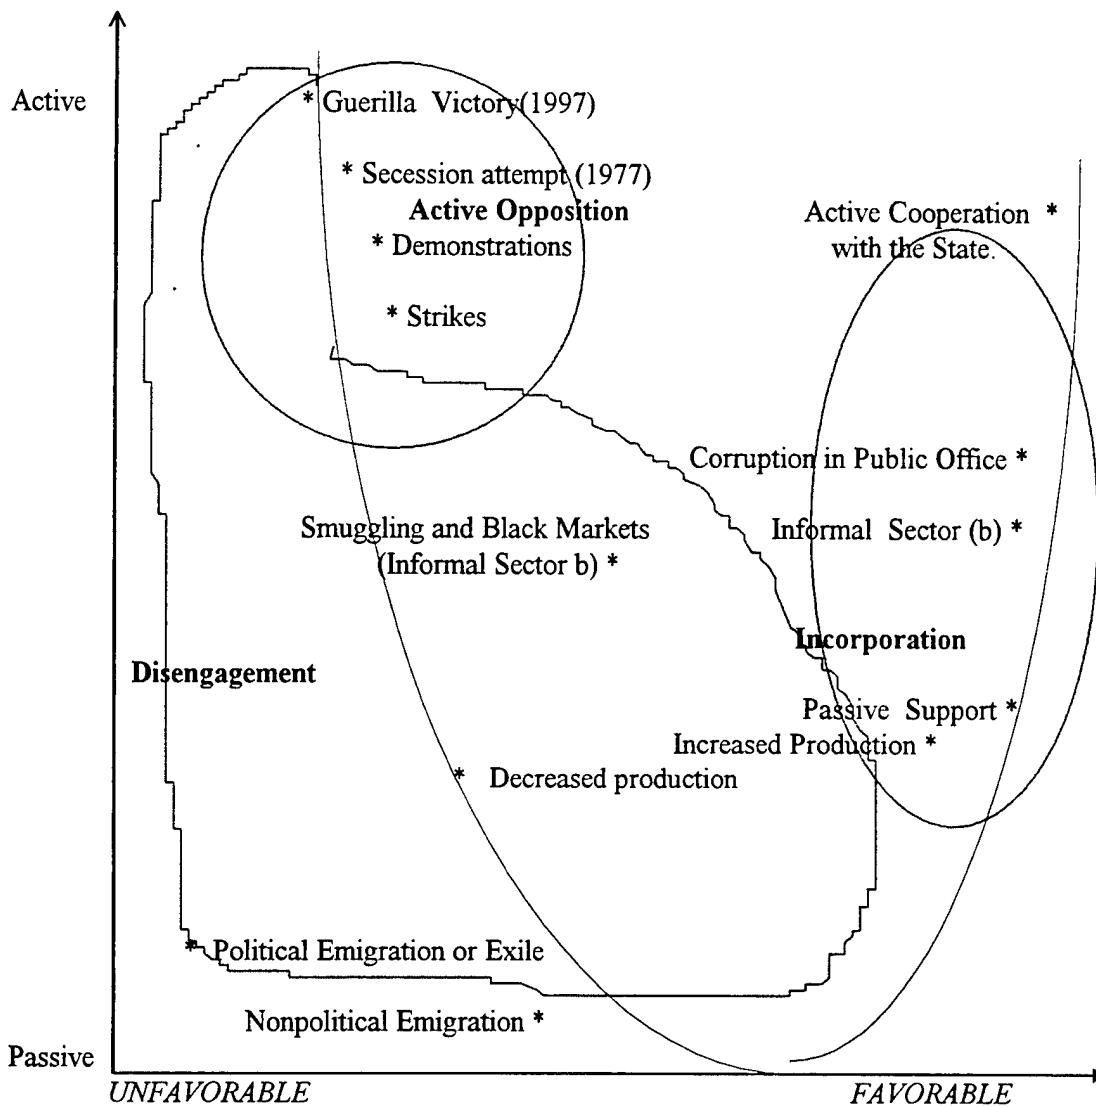 Active
* Guerilla Victory(1997)
* Secession attempt (1977)
Active Opposition
* Demonstrations
* Strikes
Active Cooperation *
with the State.
Corruption in Public Office *
Smuggling and Black Markets
(Informal Sector b) *
Informal Sector (b) *
Incorporation
Disengagement
Passive Support *
Increased Production *
* Decreased production
* Political Emigration or Exile
Nonpolitical Emigration *
Passive
UNFAVORABLE
FAVORABLE